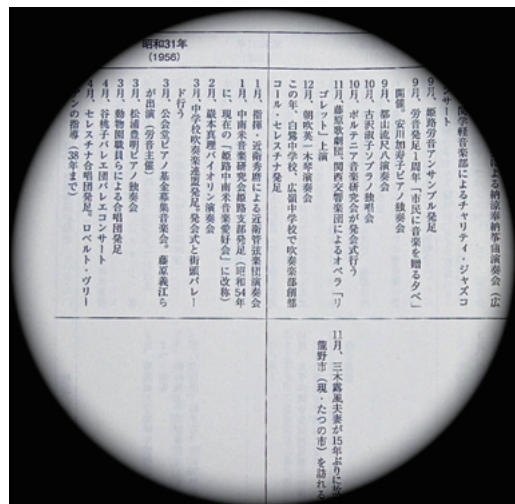 による納涼奉納箏曲演奏会（広
関学軽音楽部によるチャリティ・ジャズコ
ンサート
9月、姫路労音アンサンブル発足
9月、労音発足1周年「市民に音楽を贈る夕べ」
開催。安川加寿子ピアノ独奏会
9月、都山流尺八演奏会
10月、古沢淑子ソプラノ独唱会
10月、ポルテニア音楽研究会が発会式行う
11月、藤原歌劇団、関西交響楽団によるオペラ「リ
ゴレット」上演
12月、朝吹英一木琴演奏会
この年、白鷺中学校、広嶺中学校で吹奏楽部創部
コール・セレスチナ発足
昭和31年
（1956）
1月、指揮・近衛秀麿による近衛管弦楽団演奏会
1月、中南米音楽研究会姫路支部発足（昭和54年
に、現在の「姫路中南米音楽愛好会」に改称）
2月、巌本真理バイオリン演奏会
3月、中学校吹奏楽連盟発足。発会式と街頭パレー
ド行う
3月、公会堂ピアノ基金募集音楽会。藤原義江ら
が出演（労音主催）
3月、松浦豊明ピアノ独奏会
3月、動物園職員らによる合唱団発足
4月、谷桃子バレエ団バレエコンサート
4月、セレスチナ合唱団発足。ロベルト・ヴリー
ンの指導（38年まで）
11月、三木露風夫妻が15年ぶりに故
龍野市（現・たつの市）を訪れる